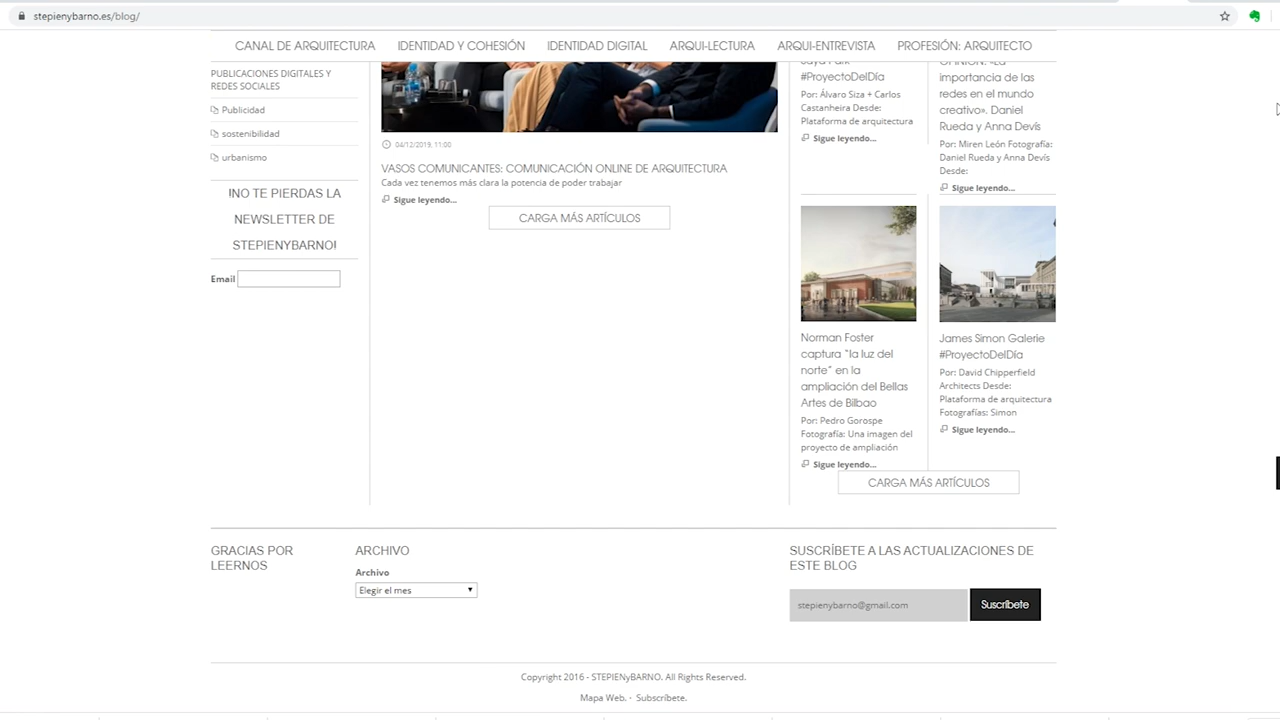 stepienybarno.es/blog/
CANAL DE ARQUITECTURA IDENTIDAD Y COHESIÓN IDENTIDAD DIGITAL ARQUI-LECTURA ARQUI-ENTREVISTA PROFESIÓN: ARQUITECTO
PUBLICACIONES DIGITALES Y
REDES SOCIALES
Publicidad
sostenibilidad
urbanismo
¡NO TE PIERDAS LA
NEWSLETTER DE
STEPIENYBARNO!
Email
04/12/2019, 11:00
VASOS COMUNICANTES: COMUNICACIÓN ONLINE DE ARQUITECTURA
Cada vez tenemos más clara la potencia de poder trabajar
Sigue leyendo...
CARGA MÁS ARTÍCULOS
#ProyectoDelDía
Por: Álvaro Siza + Carlos
Castanheira Desde:
Plataforma de arquitectura
Sigue leyendo...
OPINIÓN: «La
importancia de las
redes en el mundo
creativo». Daniel
Rueda y Anna Devís
Por: Miren León Fotografía:
Daniel Rueda y Anna Devís
Desde:
Sigue leyendo...
Norman Foster
captura “la luz del
norte” en la
ampliación del Bellas
Artes de Bilbao
Por: Pedro Gorospe
Fotografía: Una imagen del
proyecto de ampliación
Sigue leyendo...
James Simon Galerie
#ProyectoDelDía
Por: David Chipperfield
Architects Desde:
Plataforma de arquitectura
Fotografías: Simon
Sigue leyendo...
CARGA MÁS ARTÍCULOS
GRACIAS POR
LEERNOS
ARCHIVO
Archivo
Elegir el mes
SUSCRÍBETE A LAS ACTUALIZACIONES DE
ESTE BLOG
stepienybarno@gmail.com
Suscríbete
Copyright 2016 - STEPIENyBARNO. All Rights Reserved.
Mapa Web. · Subscríbete.